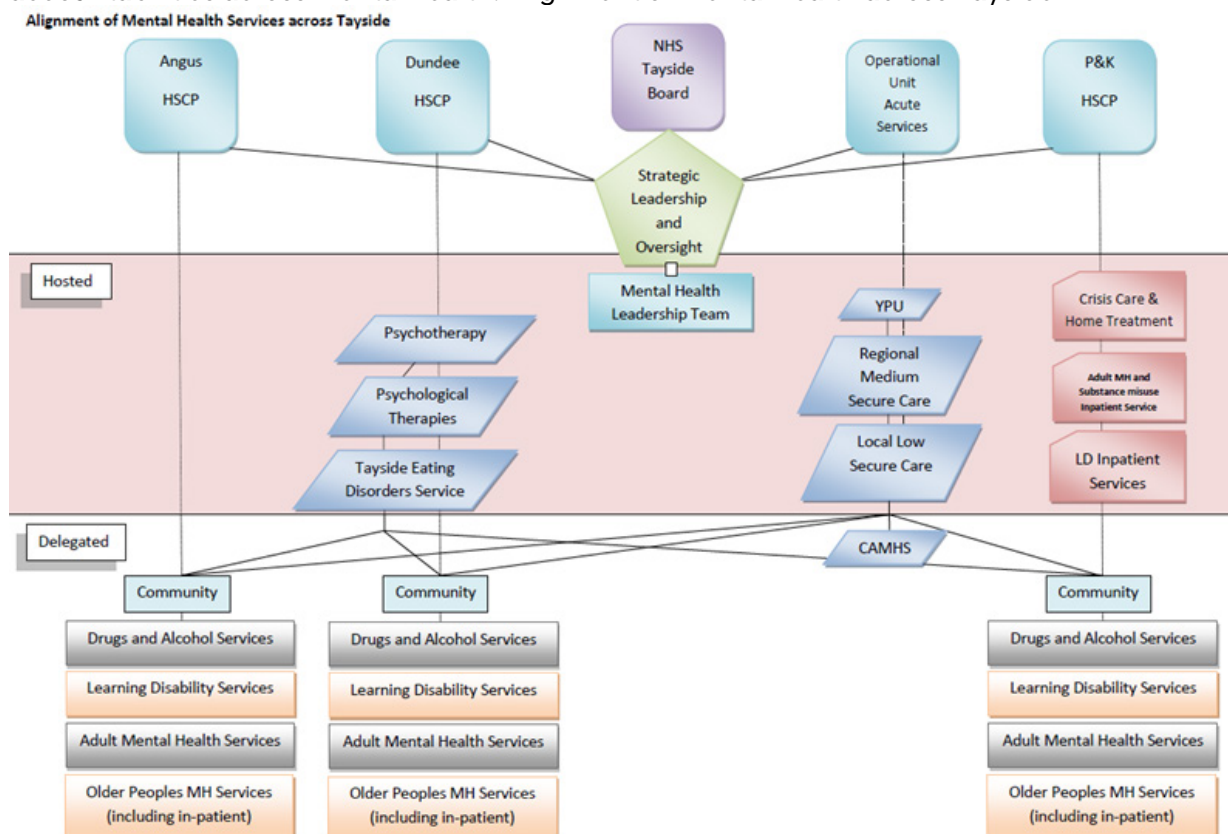 Alignment of Mental Health Services across Tayside
Angus
HSCP
Dundee
HSCP
NHS
Tayside
Board
Operational
Unit
Acute
Services
P&K
HSCP
Strategic
Leadership
and
Oversight
Hosted
Mental Health
Leadership Team
Psychotherapy
Psychological
Therapies
Tayside Eating
Disorders Service
YPU
Regional
Medium
Secure Care
Local Low
Secure Care
Crisis Care &
Home Treatment
Adult MH and
Substance misuse
Inpatient Service
LD Inpatient
Services
Delegated
CAMHS
Community
Drugs and Alcohol Services
Learning Disability Services
Adult Mental Health Services
Older Peoples MH Services
(including in-patient)
Community
Drugs and Alcohol Services
Learning Disability Services
Adult Mental Health Services
Older Peoples MH Services
(including in-patient)
Community
Drugs and Alcohol Services
Learning Disability Services
Adult Mental Health Services
Older Peoples MH Services
(including in-patient)